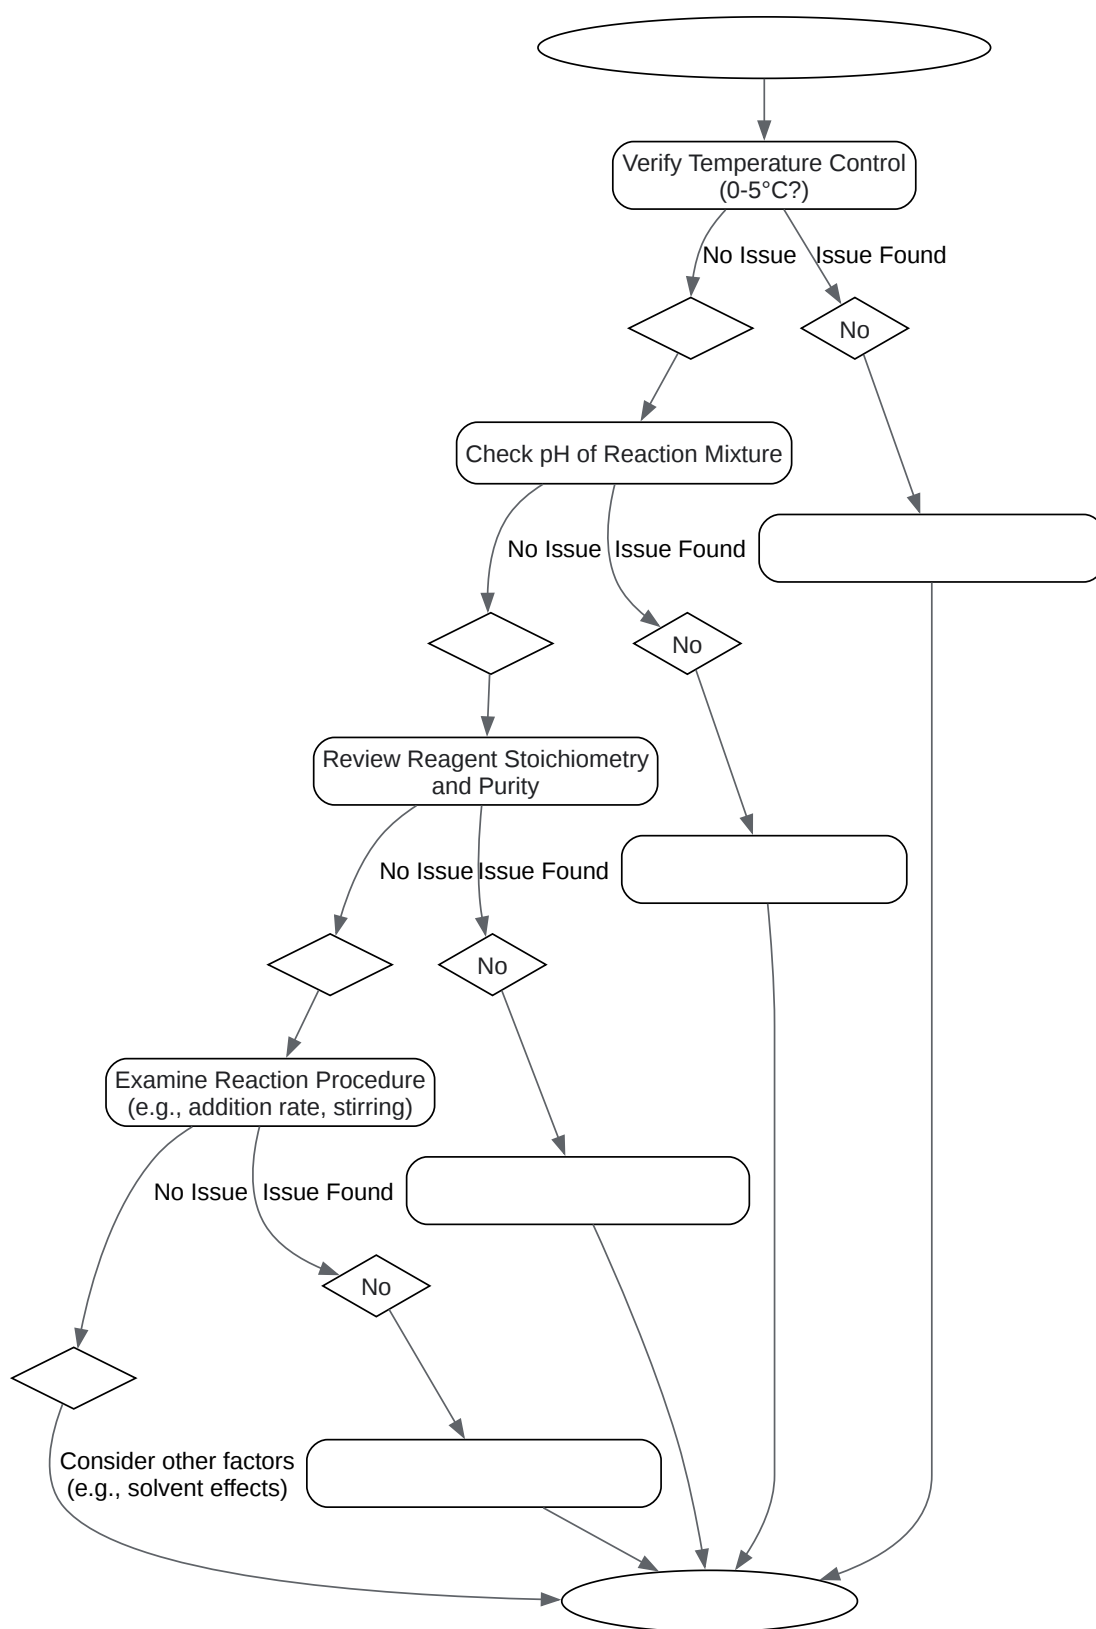 Verify Temperature Control
(0-5°C?)
No Issue
Issue Found
No
Check pH of Reaction Mixture
No Issue
Issue Found
No
Review Reagent Stoichiometry
and Purity
No Issue
Issue Found
No
Examine Reaction Procedure
(e.g., addition rate, stirring)
No Issue
Issue Found
No
Consider other factors
(e.g., solvent effects)